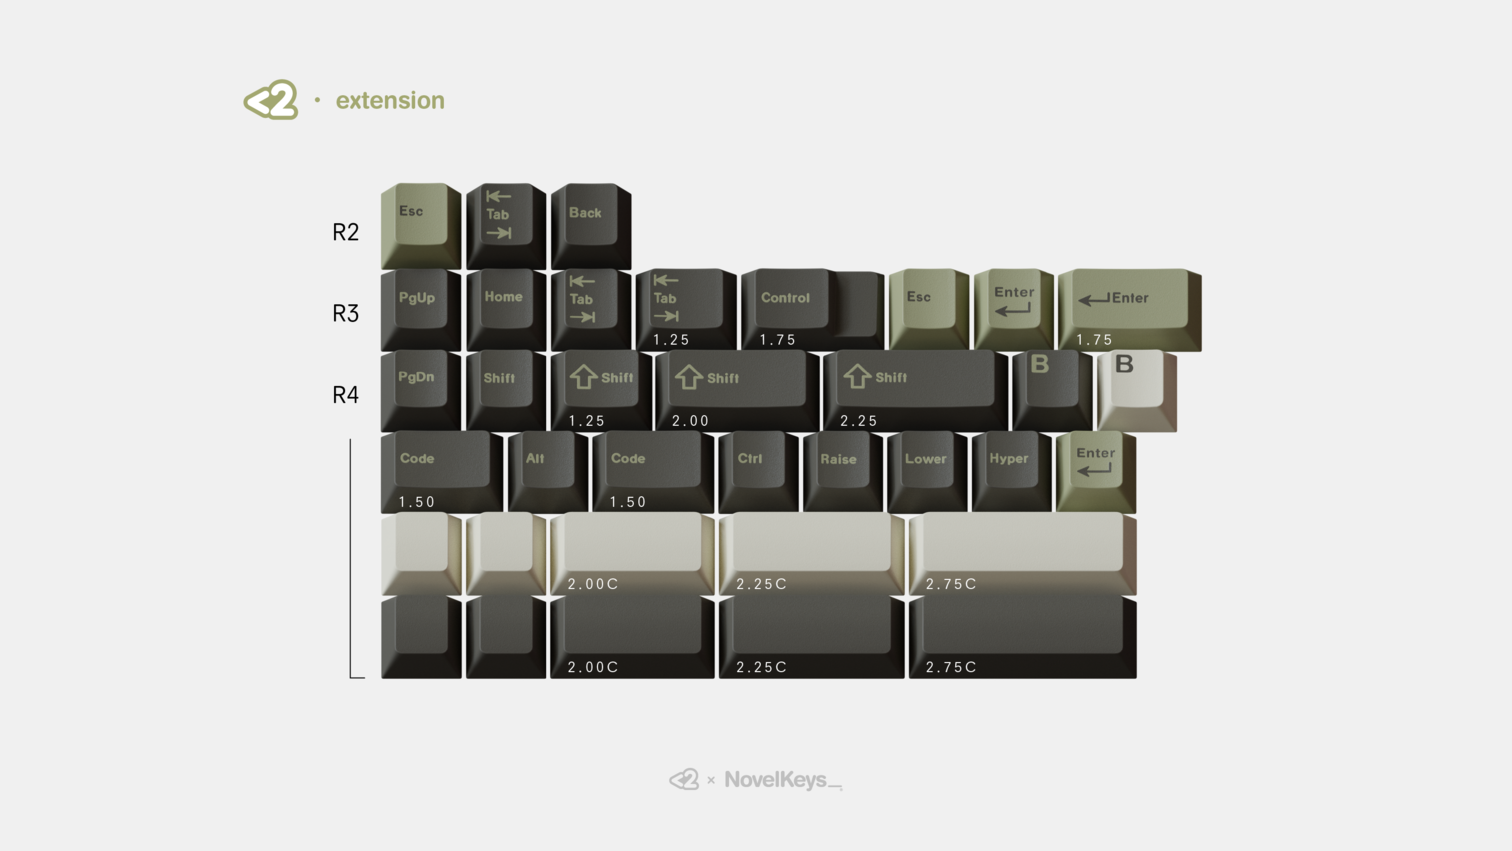 <2 · extension
R2
Esc
Tab
Back
R3
PgUp
Home
Tab
Tab
1.25
Control
1.75
Esc
Enter
Enter
1.75
R4
PgDn
Shift
Shift
1.25
Shift
2.00
Shift
2.25
B
B
Code
1.50
Alt
Code
1.50
Ctrl
Raise
Lower
Hyper
Enter
2.00C
2.25C
2.75C
2.00C
2.25C
2.75C
<2 × NovelKeys_